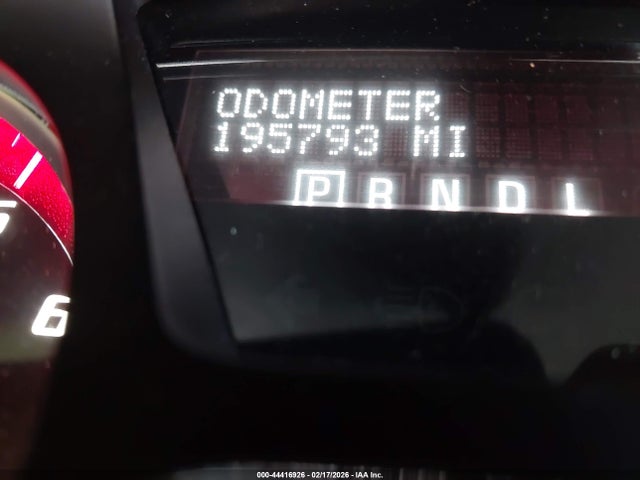 ODOMETER
195793 MI
P R N D L
6
000-44416926 - 02/17/2026 - IAA Inc.